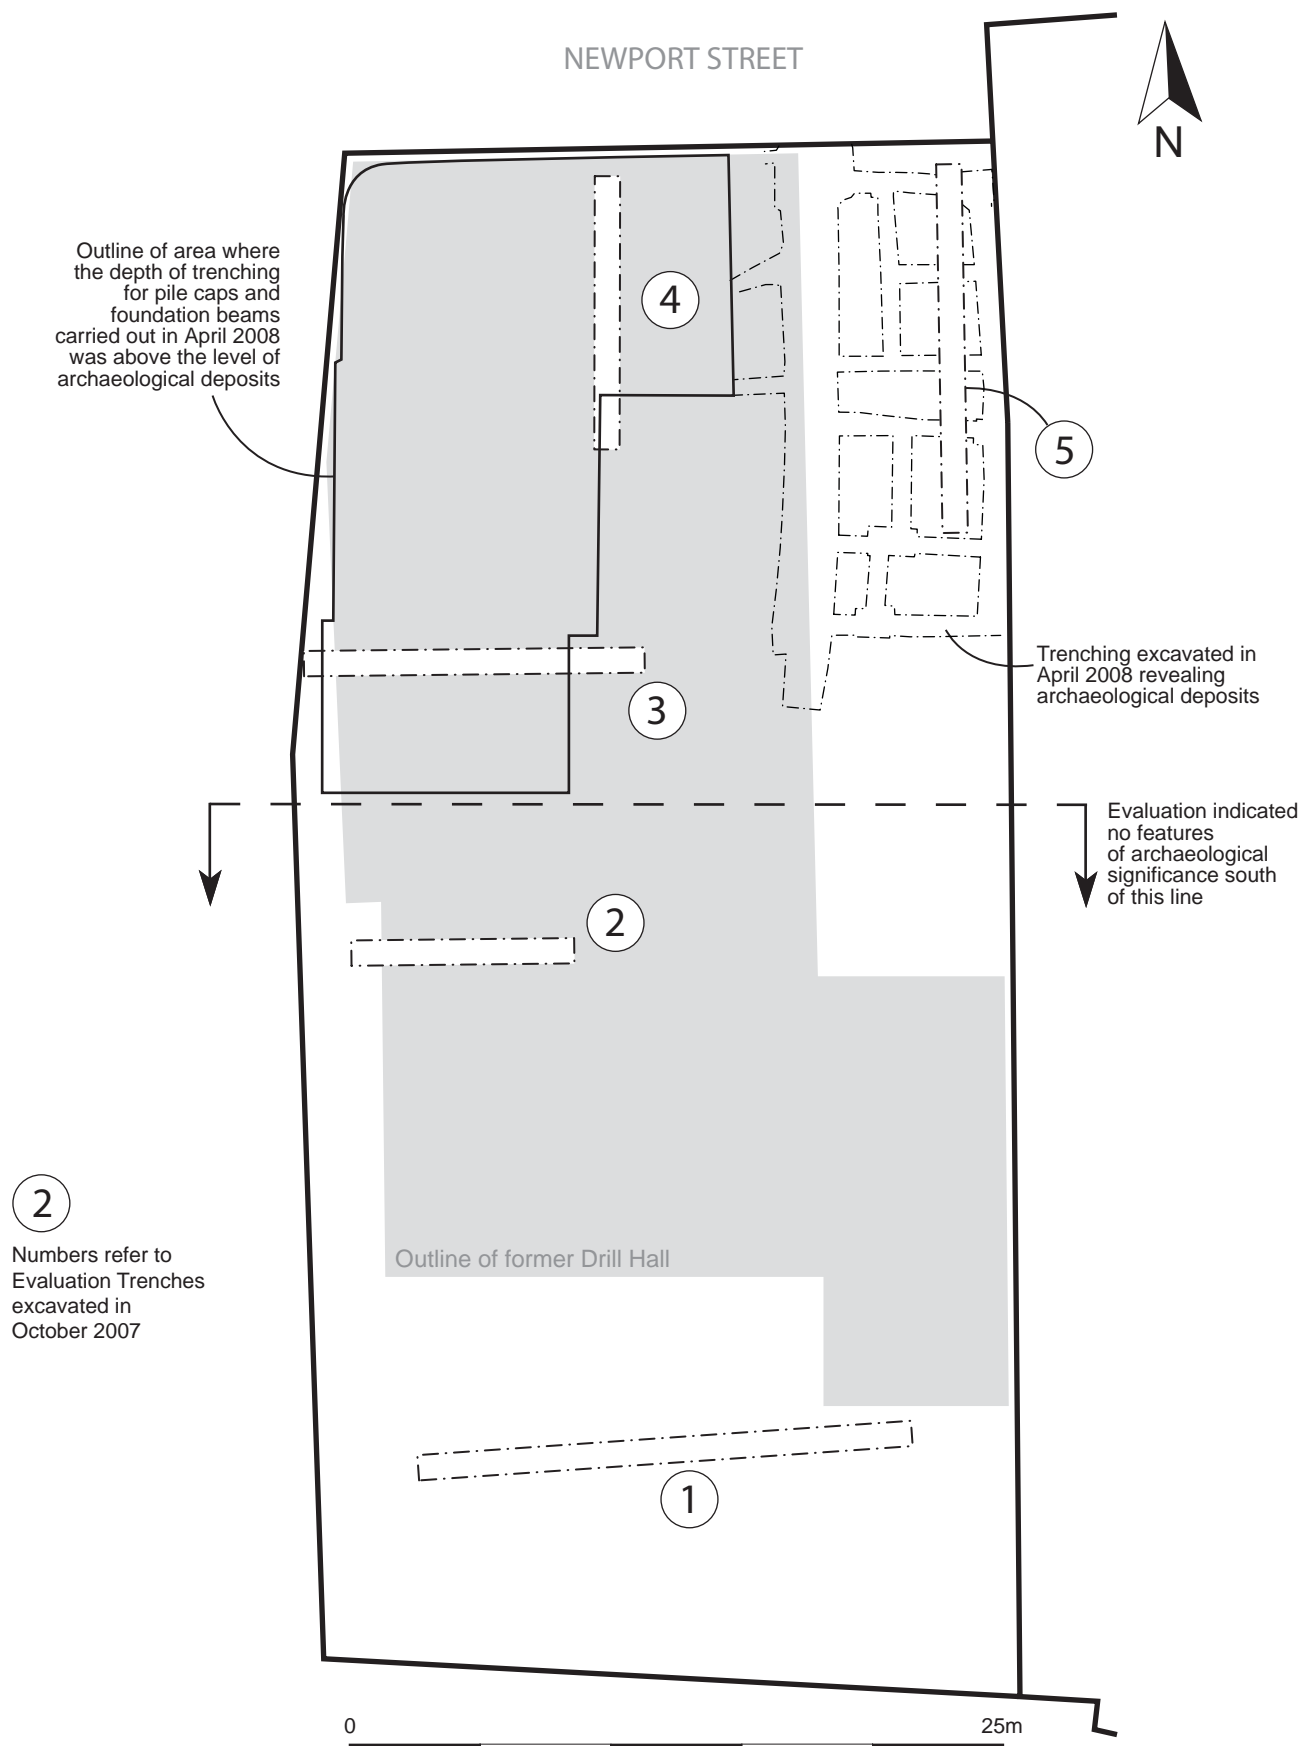 NEWPORT STREET
N
Outline of area where
the depth of trenching
for pile caps and
foundation beams
carried out in April 2008
was above the level of
archaeological deposits
4
5
Trenching excavated in
April 2008 revealing
archaeological deposits
3
Evaluation indicated
no features
of archaeological
significance south
of this line
2
2
Numbers refer to
Evaluation Trenches
excavated in
October 2007
Outline of former Drill Hall
1
0 25m